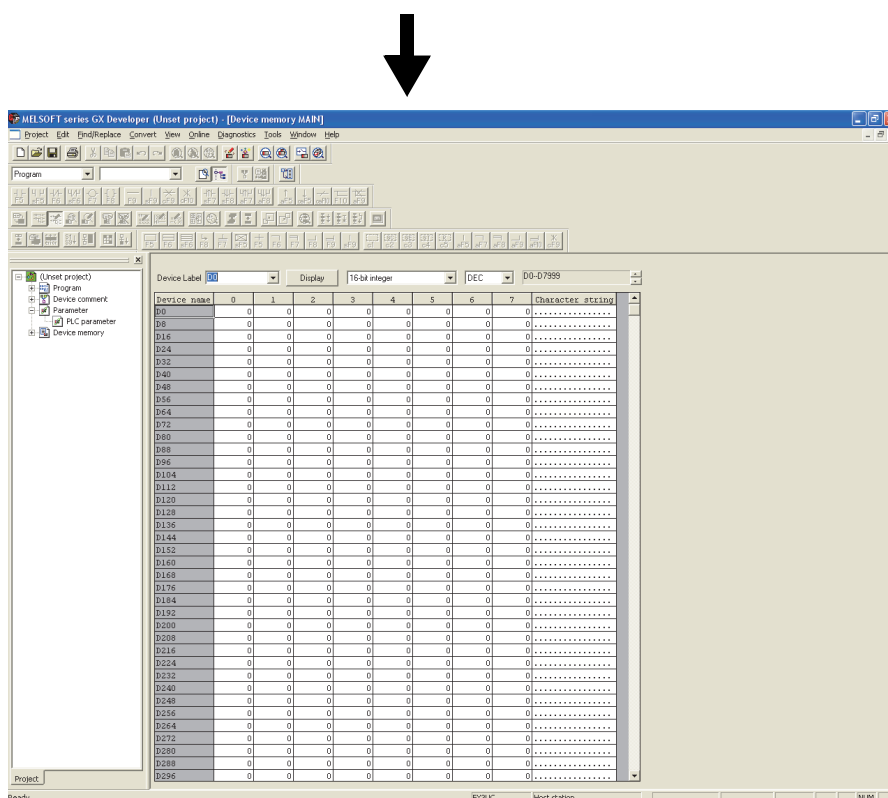 MELSOFT series GX Developer (Unset project) - [Device memory MAIN]
Project Edit Find/Replace Convert View Online Diagnostics Tools Window Help
Program
(Unset project)
Program
Device comment
Parameter
PLC parameter
Device memory
Project
Device Label D0 Display 16-bit integer DEC D0-D7999
Device name 0 1 2 3 4 5 6 7 Character string
D0 0 0 0 0 0 0 0 0 ................
D8 0 0 0 0 0 0 0 0 ................
D16 0 0 0 0 0 0 0 0 ................
D24 0 0 0 0 0 0 0 0 ................
D32 0 0 0 0 0 0 0 0 ................
D40 0 0 0 0 0 0 0 0 ................
D48 0 0 0 0 0 0 0 0 ................
D56 0 0 0 0 0 0 0 0 ................
D64 0 0 0 0 0 0 0 0 ................
D72 0 0 0 0 0 0 0 0 ................
D80 0 0 0 0 0 0 0 0 ................
D88 0 0 0 0 0 0 0 0 ................
D96 0 0 0 0 0 0 0 0 ................
D104 0 0 0 0 0 0 0 0 ................
D112 0 0 0 0 0 0 0 0 ................
D120 0 0 0 0 0 0 0 0 ................
D128 0 0 0 0 0 0 0 0 ................
D136 0 0 0 0 0 0 0 0 ................
D144 0 0 0 0 0 0 0 0 ................
D152 0 0 0 0 0 0 0 0 ................
D160 0 0 0 0 0 0 0 0 ................
D168 0 0 0 0 0 0 0 0 ................
D176 0 0 0 0 0 0 0 0 ................
D184 0 0 0 0 0 0 0 0 ................
D192 0 0 0 0 0 0 0 0 ................
D200 0 0 0 0 0 0 0 0 ................
D208 0 0 0 0 0 0 0 0 ................
D216 0 0 0 0 0 0 0 0 ................
D224 0 0 0 0 0 0 0 0 ................
D232 0 0 0 0 0 0 0 0 ................
D240 0 0 0 0 0 0 0 0 ................
D248 0 0 0 0 0 0 0 0 ................
D256 0 0 0 0 0 0 0 0 ................
D264 0 0 0 0 0 0 0 0 ................
D272 0 0 0 0 0 0 0 0 ................
D280 0 0 0 0 0 0 0 0 ................
D288 0 0 0 0 0 0 0 0 ................
D296 0 0 0 0 0 0 0 0 ................
Ready Host station NUM